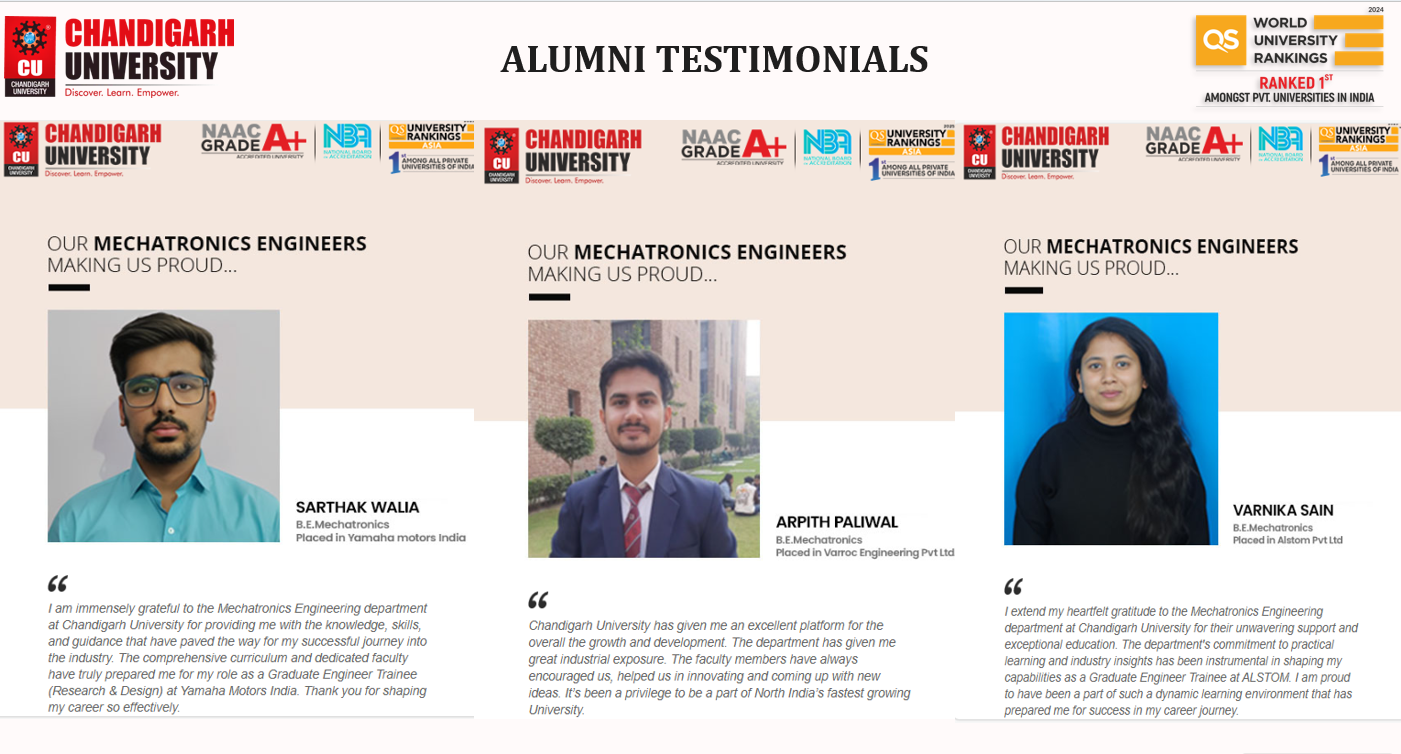 CU
CHANDIGARH
UNIVERSITY
CHANDIGARH
UNIVERSITY
Discover. Learn. Empower.
ALUMNI TESTIMONIALS
2024
QS
WORLD
UNIVERSITY
RANKINGS
RANKED 1ST
AMONGST PVT. UNIVERSITIES IN INDIA
CU
CHANDIGARH
UNIVERSITY
CHANDIGARH
UNIVERSITY
Discover. Learn. Empower.
NAAC
GRADE A+
ACCREDITED UNIVERSITY
NBA
NATIONAL BOARD
OF ACCREDITATION
QS UNIVERSITY
RANKINGS
ASIA
1st AMONG ALL PRIVATE
UNIVERSITIES OF INDIA
OUR MECHATRONICS ENGINEERS
MAKING US PROUD...
SARTHAK WALIA
B.E.Mechatronics
Placed in Yamaha motors India
“
I am immensely grateful to the Mechatronics Engineering department
at Chandigarh University for providing me with the knowledge, skills,
and guidance that have paved the way for my successful journey into
the industry. The comprehensive curriculum and dedicated faculty
have truly prepared me for my role as a Graduate Engineer Trainee
(Research & Design) at Yamaha Motors India. Thank you for shaping
my career so effectively.
CU
CHANDIGARH
UNIVERSITY
CHANDIGARH
UNIVERSITY
Discover. Learn. Empower.
NAAC
GRADE A+
ACCREDITED UNIVERSITY
NBA
NATIONAL BOARD
OF ACCREDITATION
QS UNIVERSITY
RANKINGS
ASIA
1st AMONG ALL PRIVATE
UNIVERSITIES OF INDIA
OUR MECHATRONICS ENGINEERS
MAKING US PROUD...
ARPITH PALIWAL
B.E.Mechatronics
Placed in Varroc Engineering Pvt Ltd
“
Chandigarh University has given me an excellent platform for the
overall the growth and development. The department has given me
great industrial exposure. The faculty members have always
encouraged us, helped us in innovating and coming up with new
ideas. It's been a privilege to be a part of North India's fastest growing
University.
CU
CHANDIGARH
UNIVERSITY
CHANDIGARH
UNIVERSITY
Discover. Learn. Empower.
NAAC
GRADE A+
ACCREDITED UNIVERSITY
NBA
NATIONAL BOARD
OF ACCREDITATION
QS UNIVERSITY
RANKINGS
ASIA
1st AMONG ALL PRIVATE
UNIVERSITIES OF INDIA
OUR MECHATRONICS ENGINEERS
MAKING US PROUD...
VARNIKA SAIN
B.E.Mechatronics
Placed in Alstom Pvt Ltd
“
I extend my heartfelt gratitude to the Mechatronics Engineering
department at Chandigarh University for their unwavering support and
exceptional education. The department's commitment to practical
learning and industry insights has been instrumental in shaping my
capabilities as a Graduate Engineer Trainee at ALSTOM. I am proud
to have been a part of such a dynamic learning environment that has
prepared me for success in my career journey.